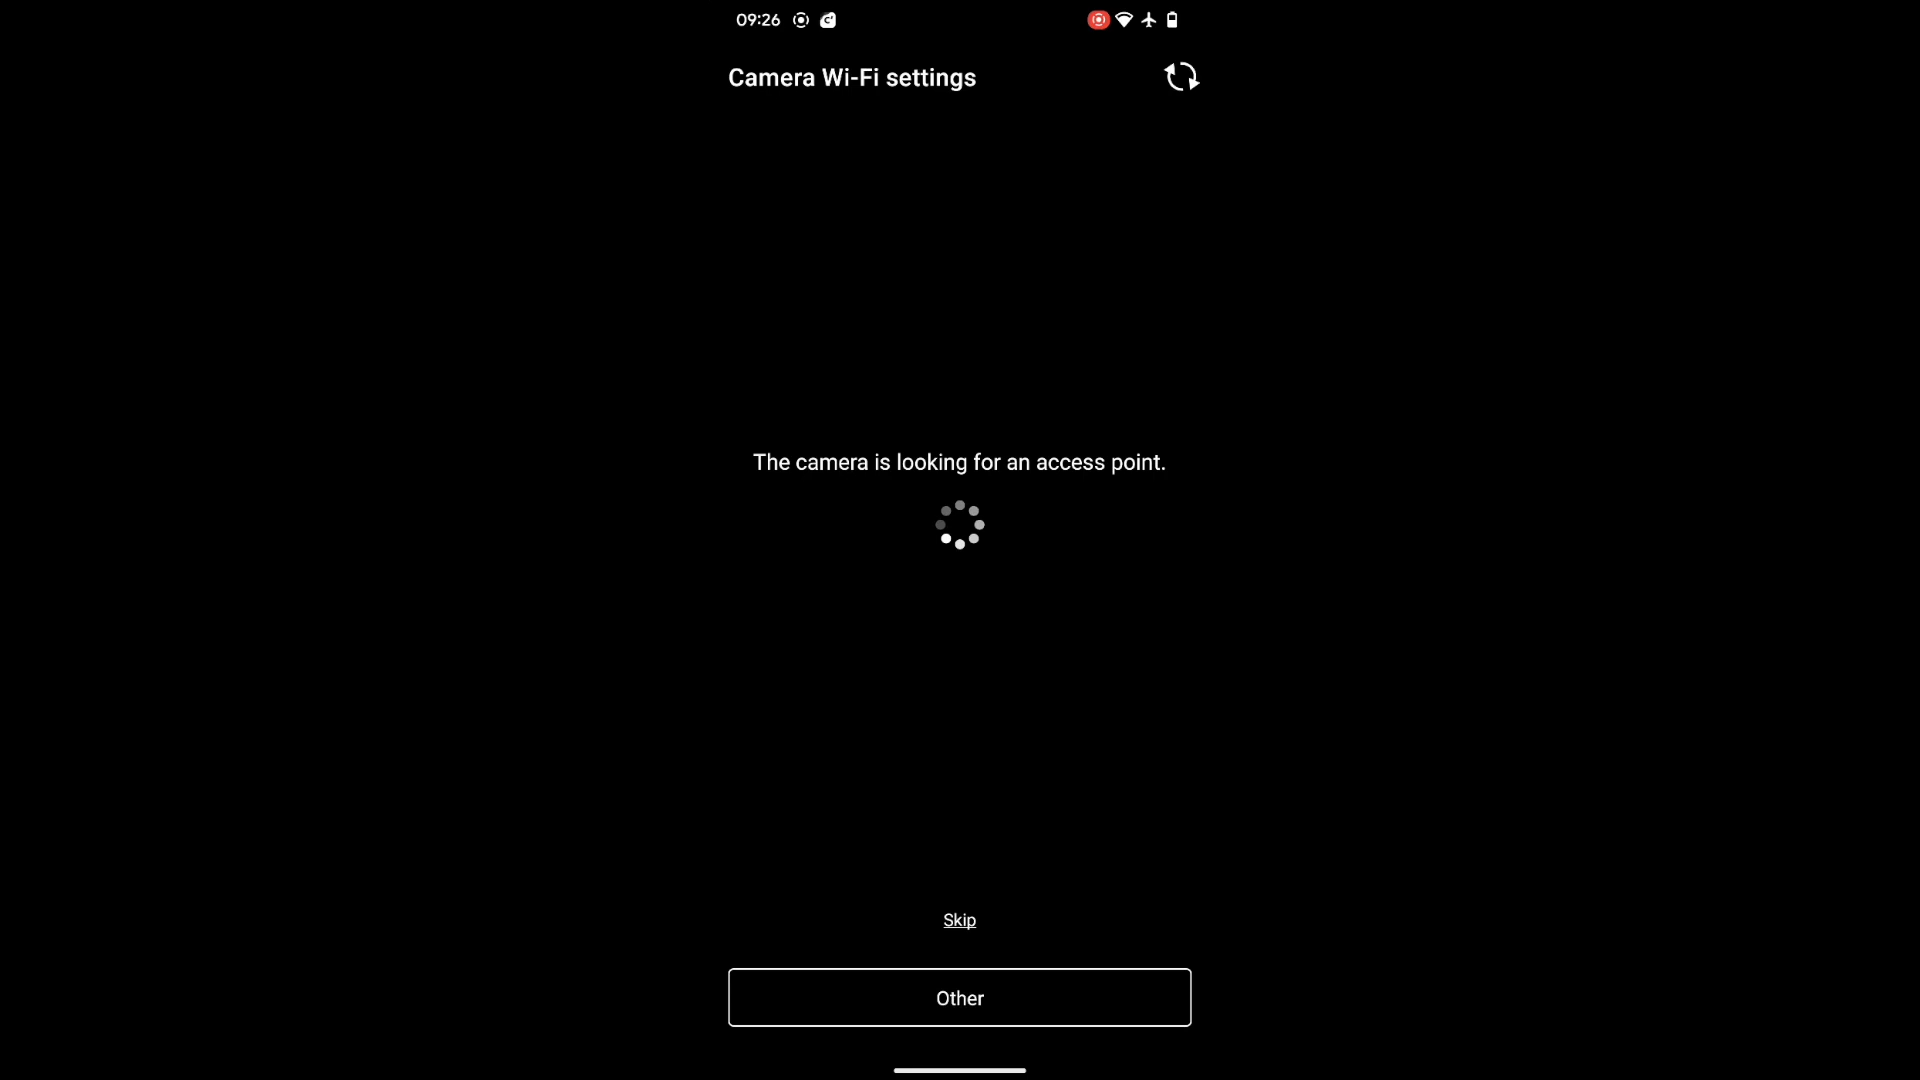 09:26
Camera Wi-Fi settings
The camera is looking for an access point.
Skip
Other